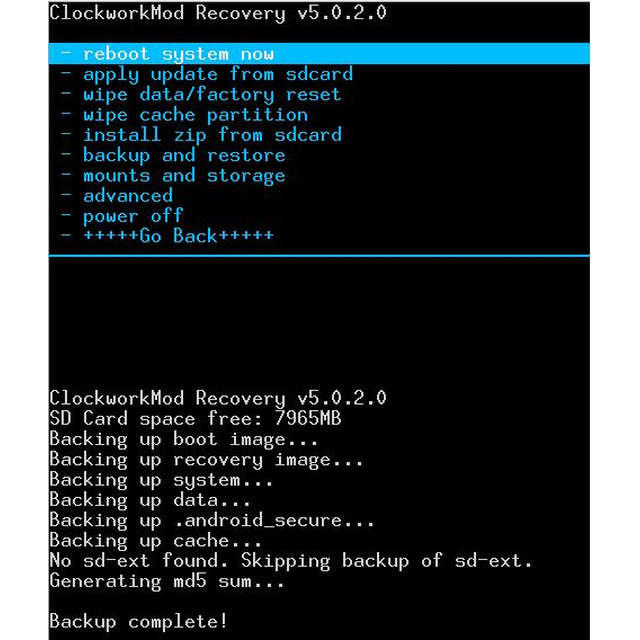 ClockworkMod Recovery v5.0.2.0
- reboot system now
- apply update from sdcard
- wipe data/factory reset
- wipe cache partition
- install zip from sdcard
- backup and restore
- mounts and storage
- advanced
- power off
- +++++Go Back+++++
ClockworkMod Recovery v5.0.2.0
SD Card space free: 7965MB
Backing up boot image...
Backing up recovery image...
Backing up system...
Backing up data...
Backing up .android_secure...
Backing up cache...
No sd-ext found. Skipping backup of sd-ext.
Generating md5 sum...
Backup complete!